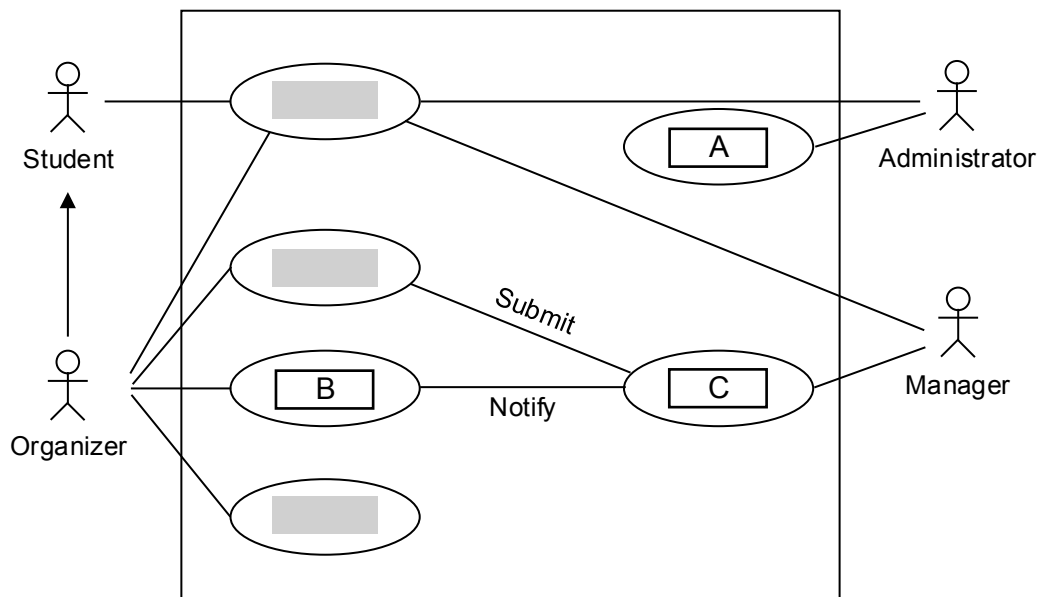 Student
A
Administrator
Submit
B
Notify
C
Organizer
Manager